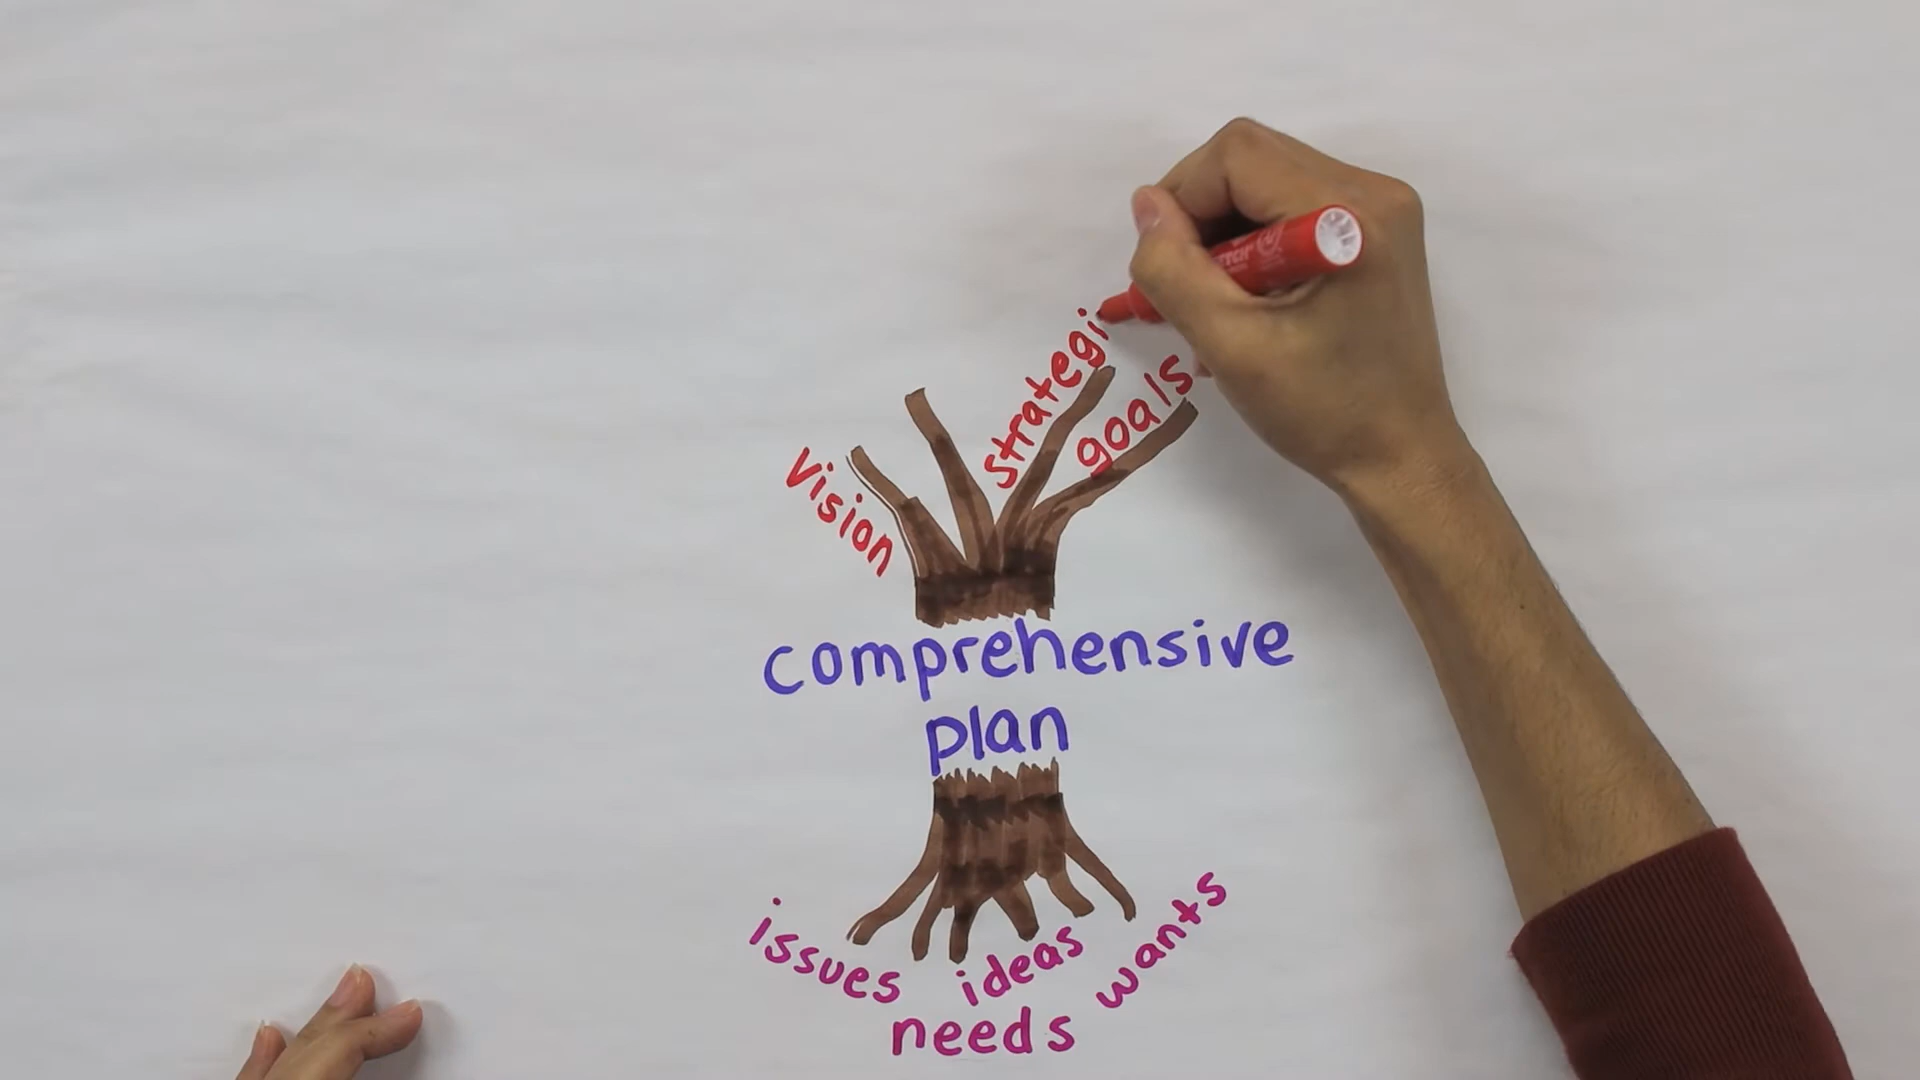 vision
strategi
goals
comprehensive
plan
issues
ideas
wants
needs